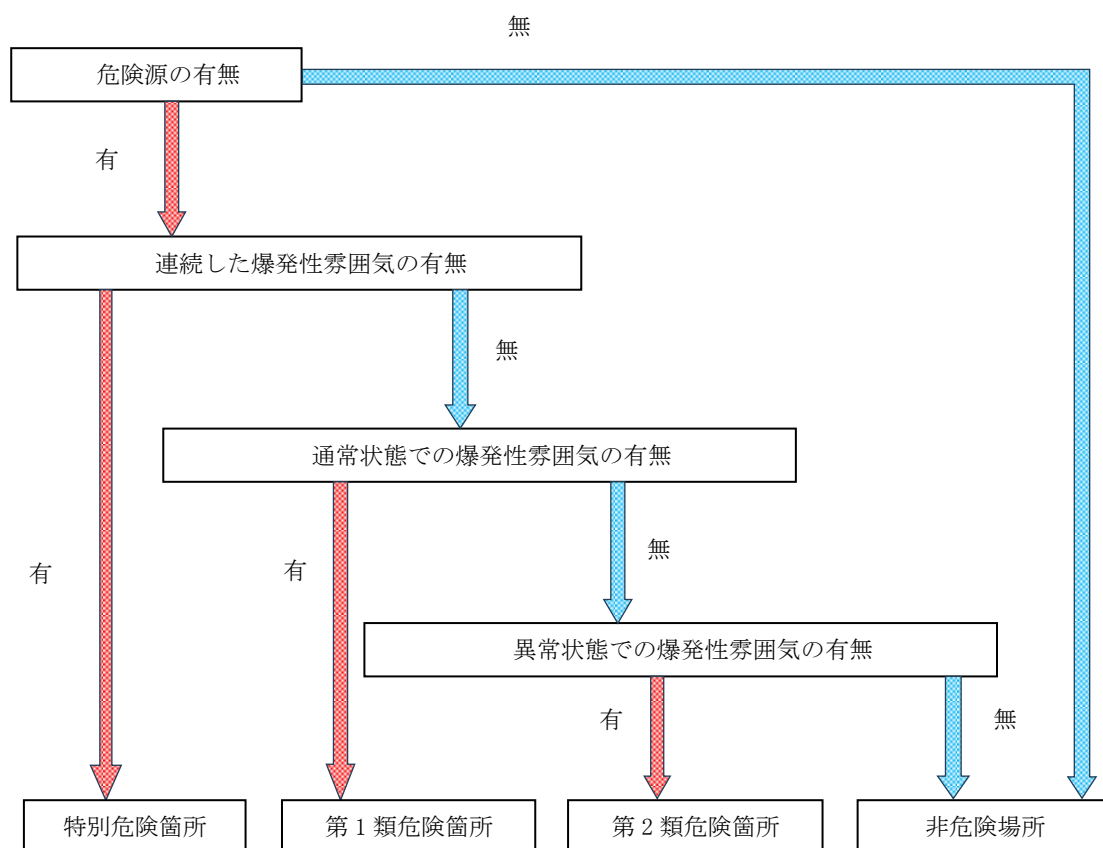 無
危険源の有無
有
連続した爆発性雰囲気の有無
無
通常状態での爆発性雰囲気の有無
無
有
有
異常状態での爆発性雰囲気の有無
有
無
特別危険箇所
第1類危険箇所
第2類危険箇所
非危険場所